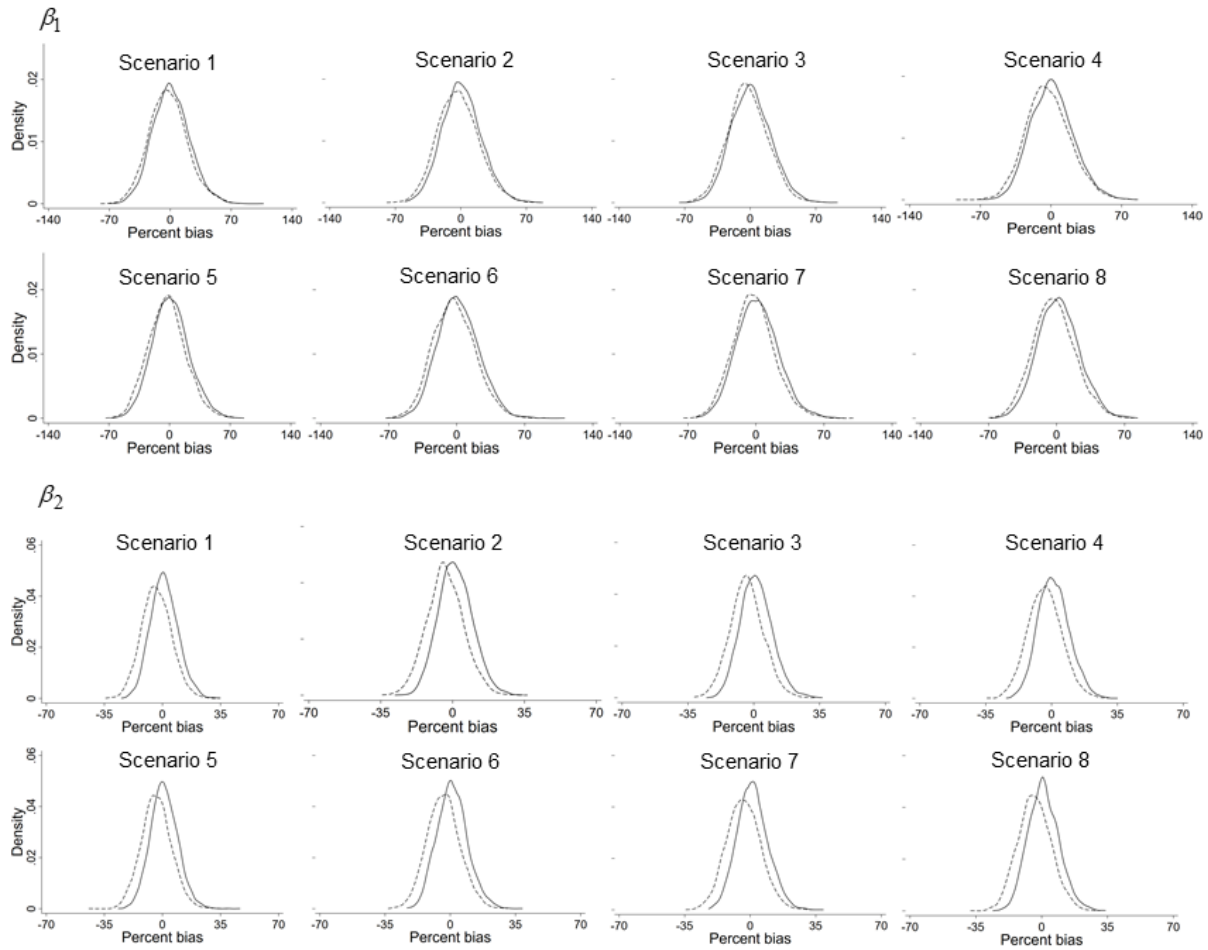 β1
Scenario 1 Scenario 2 Scenario 3 Scenario 4
Density
.02
.01
0
-140 -70 0 70 140 -140 -70 0 70 140 -140 -70 0 70 140 -140 -70 0 70 140
Percent bias Percent bias Percent bias Percent bias
Scenario 5 Scenario 6 Scenario 7 Scenario 8
Density
.02
.01
0
-140 -70 0 70 140 -140 -70 0 70 140 -140 -70 0 70 140 -140 -70 0 70 140
Percent bias Percent bias Percent bias Percent bias
β2
Scenario 1 Scenario 2 Scenario 3 Scenario 4
Density
.06
.04
.02
0
-70 -35 0 35 70 -70 -35 0 35 70 -70 -35 0 35 70 -70 -35 0 35 70
Percent bias Percent bias Percent bias Percent bias
Scenario 5 Scenario 6 Scenario 7 Scenario 8
Density
.06
.04
.02
0
-70 -35 0 35 70 -70 -35 0 35 70 -70 -35 0 35 70 -70 -35 0 35 70
Percent bias Percent bias Percent bias Percent bias